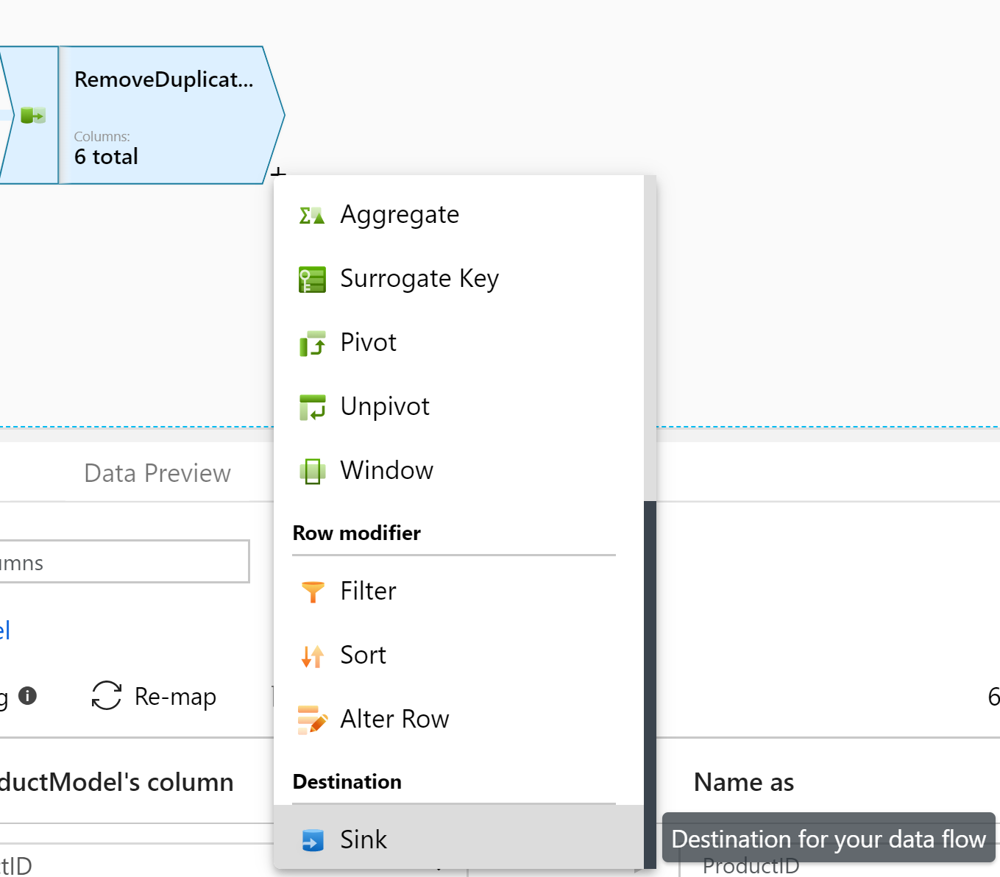 RemoveDuplicat...
Columns:
6 total
+
Aggregate
Surrogate Key
Pivot
Unpivot
Window
Data Preview
Row modifier
umns
Filter
el
Sort
g
Re-map
6
Alter Row
ductModel's column
Name as
Destination
Sink
Destination for your data flow
ctID
ProductID